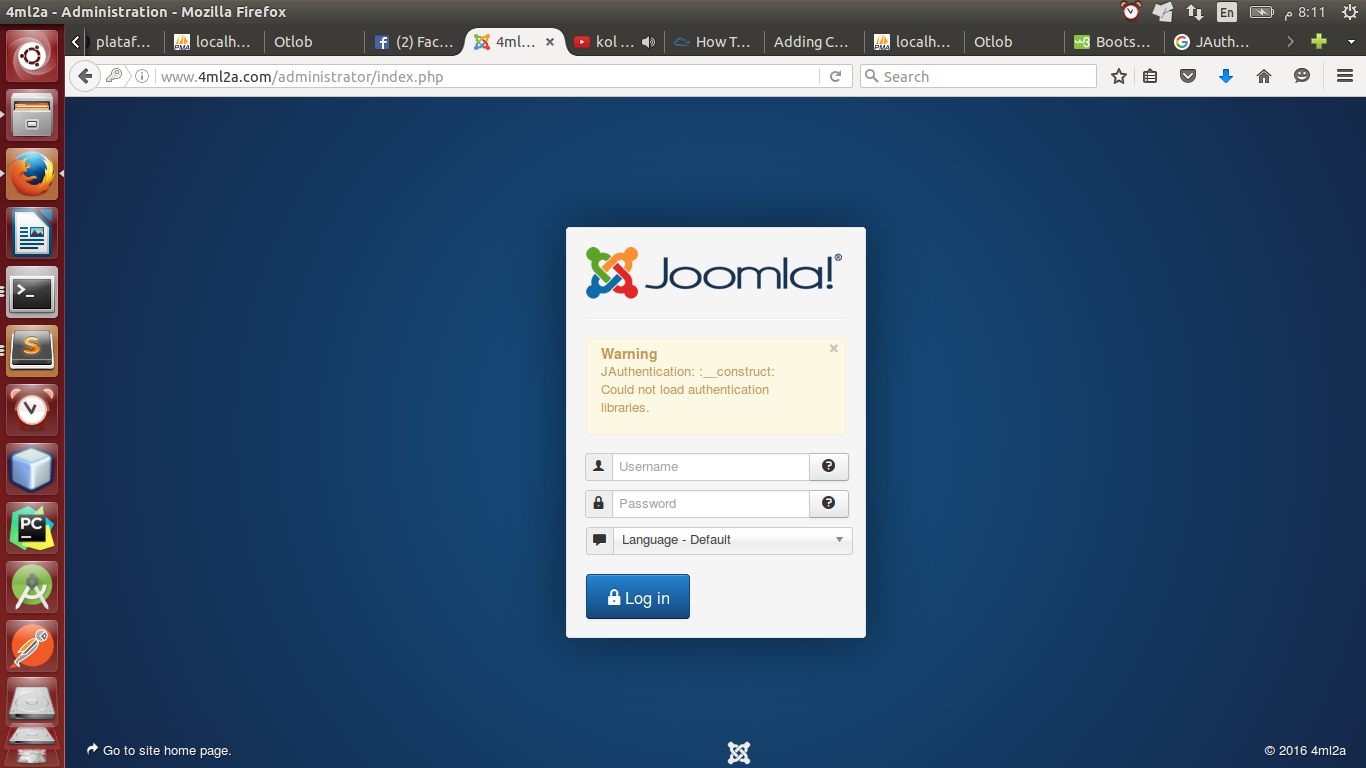 4ml2a - Administration - Mozilla Firefox
En
8:11 م
plataf...
localh...
Otlob
(2) Fac...
4ml...
kol ...
How T...
Adding C...
localh...
Otlob
Boots...
JAuth...
www.4ml2a.com/administrator/index.php
Search
Joomla!®
Warning
JAuthentication: :__construct:
Could not load authentication
libraries.
Username
Password
Language - Default
Log in
Go to site home page.
© 2016 4ml2a